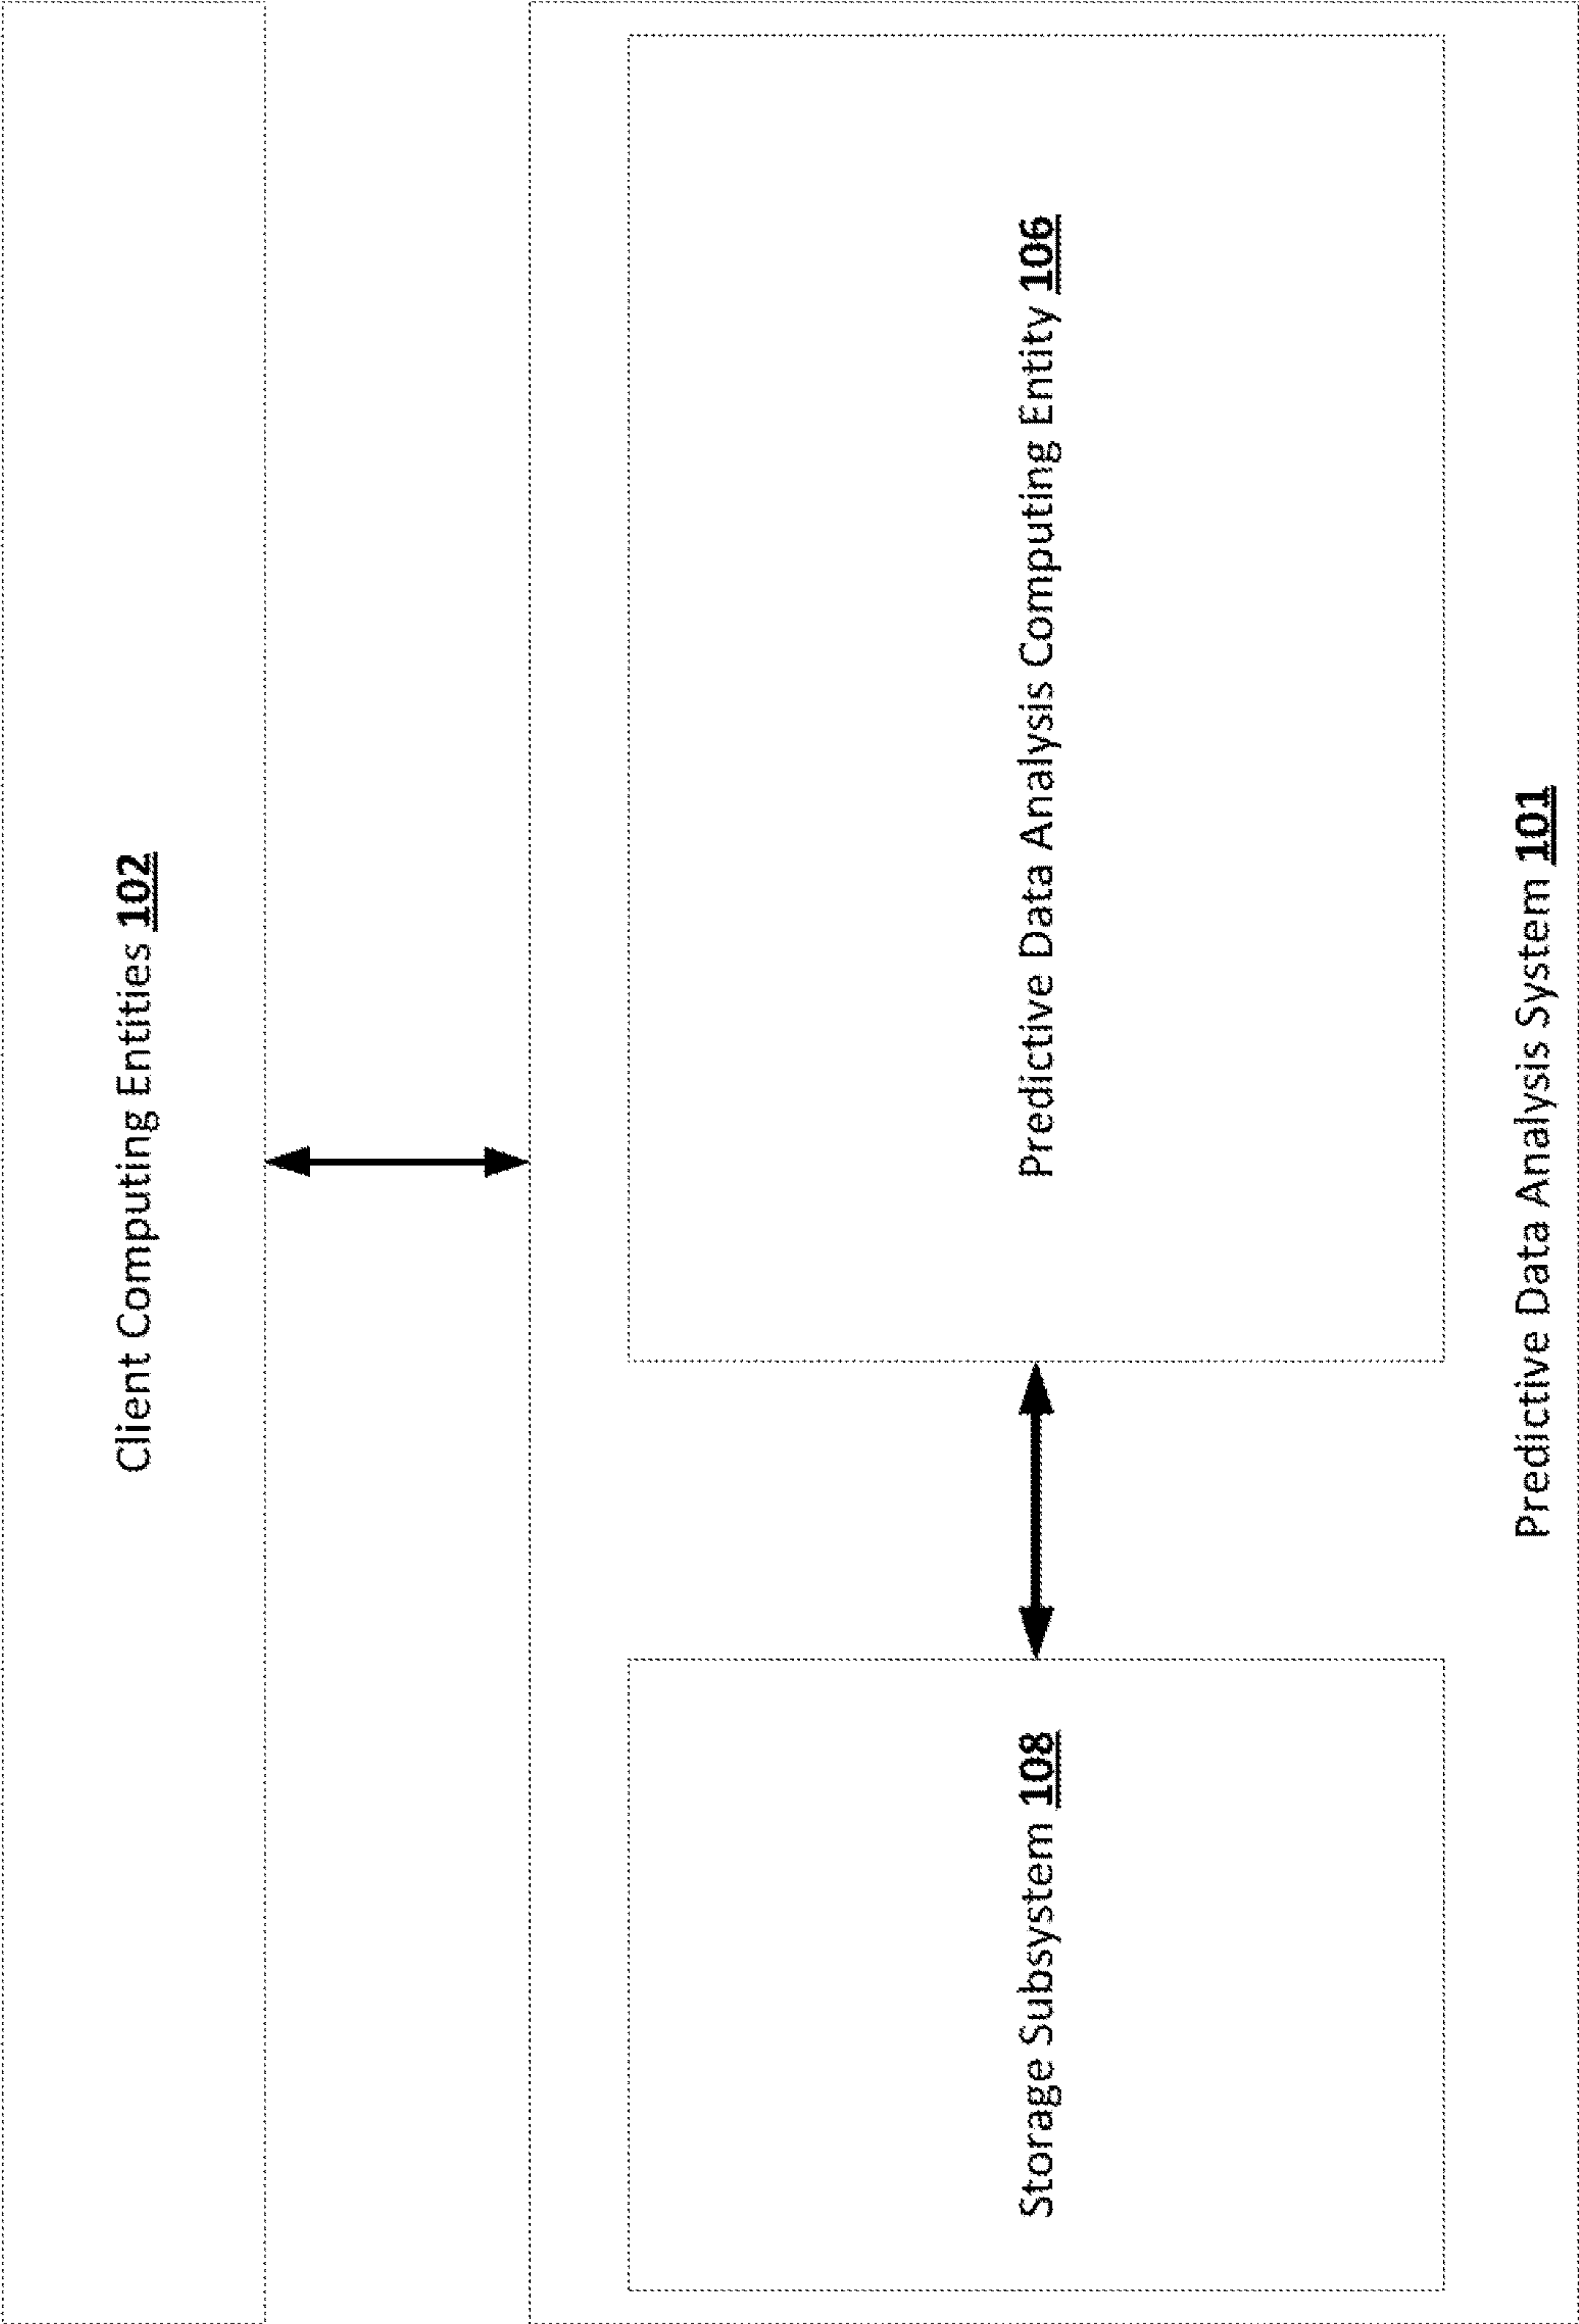 Client Computing Entities 102
Storage Subsystem 108
Predictive Data Analysis Computing Entity 106
Predictive Data Analysis System 101